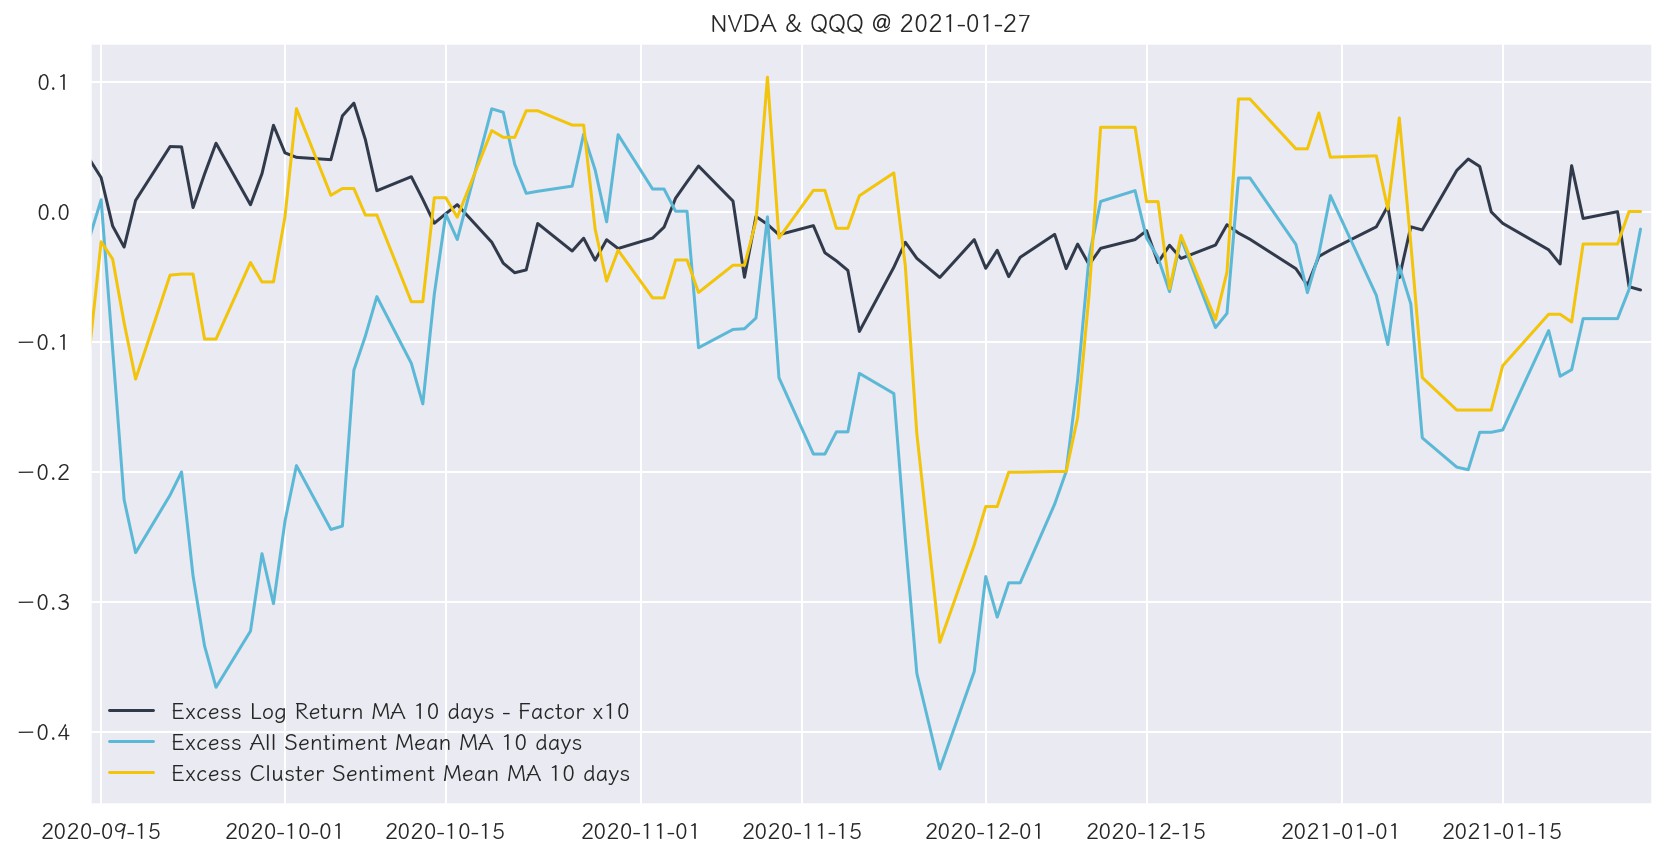 NVDA & QQQ @ 2021-01-27
0.1
0.0
−0.1
−0.2
−0.3
−0.4
Excess Log Return MA 10 days - Factor x10
Excess All Sentiment Mean MA 10 days
Excess Cluster Sentiment Mean MA 10 days
2020-09-15 2020-10-01 2020-10-15 2020-11-01 2020-11-15 2020-12-01 2020-12-15 2021-01-01 2021-01-15